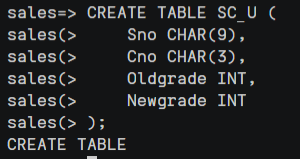 sales=> CREATE TABLE SC_U (
sales(>     Sno CHAR(9),
sales(>     Cno CHAR(3),
sales(>     Oldgrade INT,
sales(>     Newgrade INT
sales(> );
CREATE TABLE